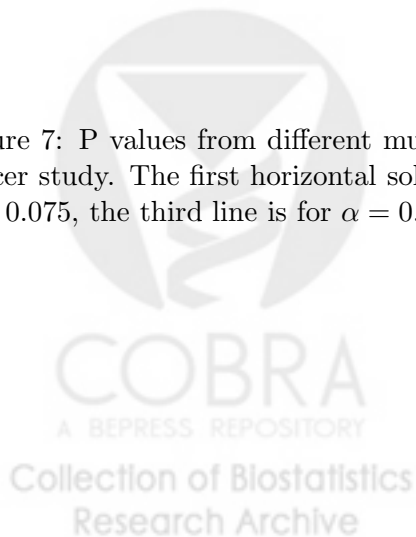 ure 7: P values from different mu
cer study. The first horizontal sol
0.075, the third line is for α = 0.
COBRA
A BEPRESS REPOSITORY
Collection of Biostatistics
Research Archive